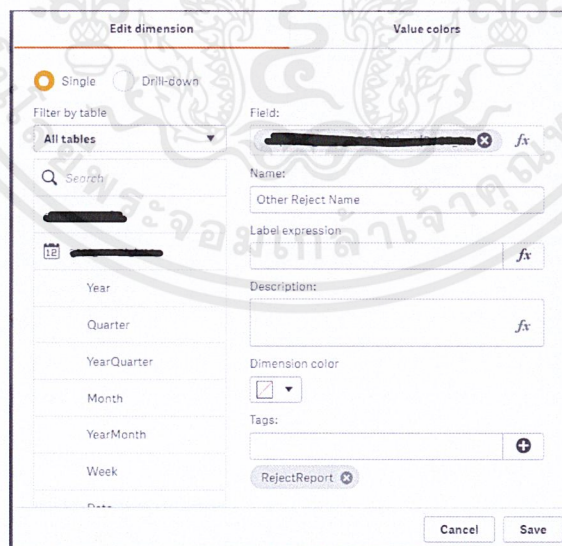 Edit dimension
Value colors
Single
Drill-down
Filter by table
All tables
Search
12
Year
Quarter
YearQuarter
Month
YearMonth
Week
Field:
fx
Name:
Other Reject Name
Label expression
fx
Description:
fx
Dimension color
Tags:
RejectReport
Cancel
Save